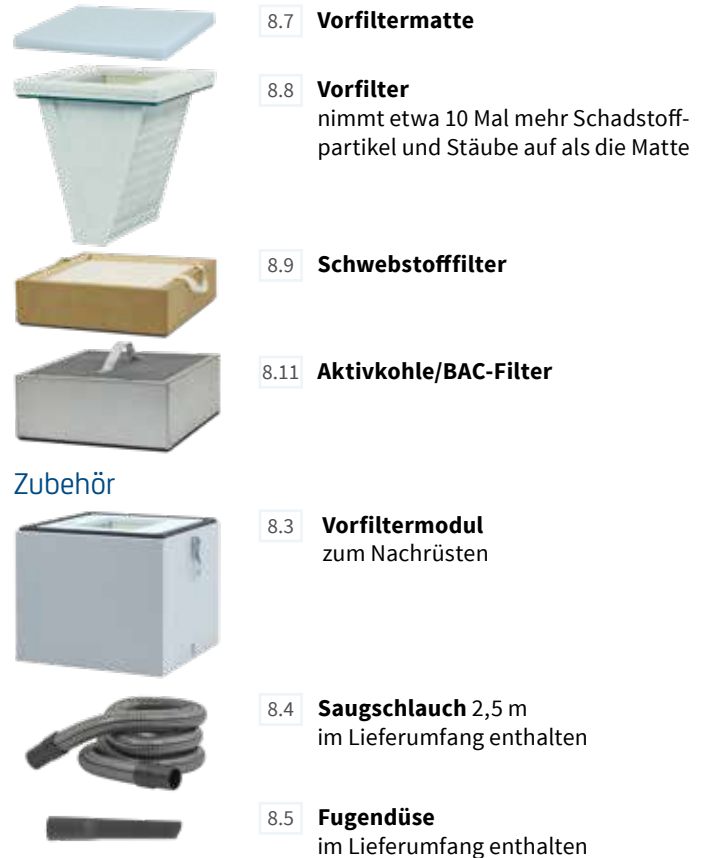 8.7 Vorfiltermatte
8.8 Vorfilter
nimmt etwa 10 Mal mehr Schadstoff-
partikel und Stäube auf als die Matte
8.9 Schwebstofffilter
8.11 Aktivkohle/BAC-Filter
Zubehör
8.3 Vorfiltermodul
zum Nachrüsten
8.4 Saugschlauch 2,5 m
im Lieferumfang enthalten
8.5 Fugendüse
im Lieferumfang enthalten